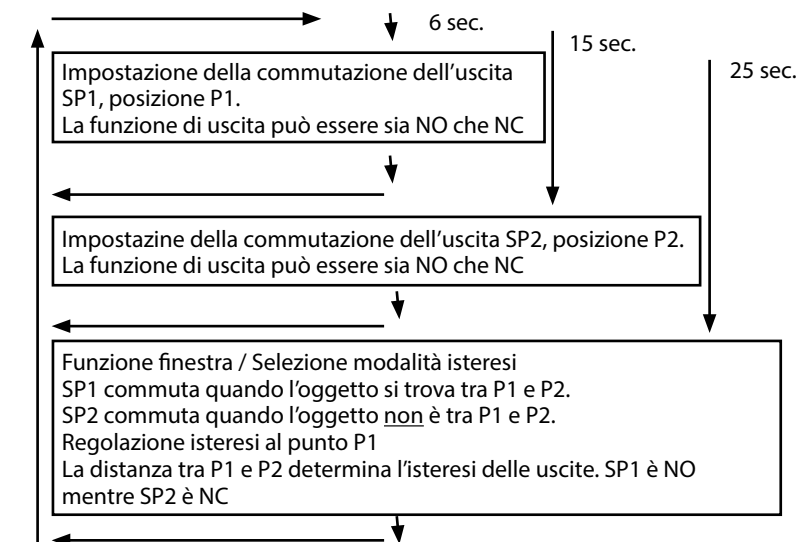 6 sec.
15 sec.
25 sec.
Impostazione della commutazione dell'uscita
SP1, posizione P1.
La funzione di uscita può essere sia NO che NC
Impostazine della commutazione dell'uscita SP2, posizione P2.
La funzione di uscita può essere sia NO che NC
Funzione finestra / Selezione modalità isteresi
SP1 commuta quando l'oggetto si trova tra P1 e P2.
SP2 commuta quando l'oggetto non è tra P1 e P2.
Regolazione isteresi al punto P1
La distanza tra P1 e P2 determina l'isteresi delle uscite. SP1 è NO
mentre SP2 è NC